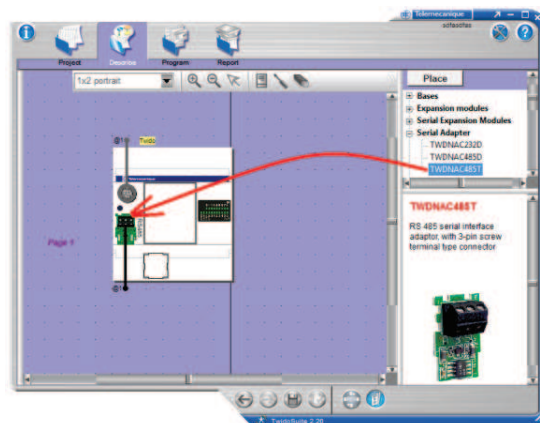 Telemecanique
Project
Describe
Program
Report
1x2 portrait
Place
Bases
Expansion modules
Serial Expansion Modules
Serial Adapter
TWDNAC232D
TWDNAC485D
TWDNAC485T
Twido
Telemecanique
Page 1
TWDNAC485T
RS 485 serial interface
adaptor, with 3-pin screw
terminal type connector
TwidoSuite 2.20